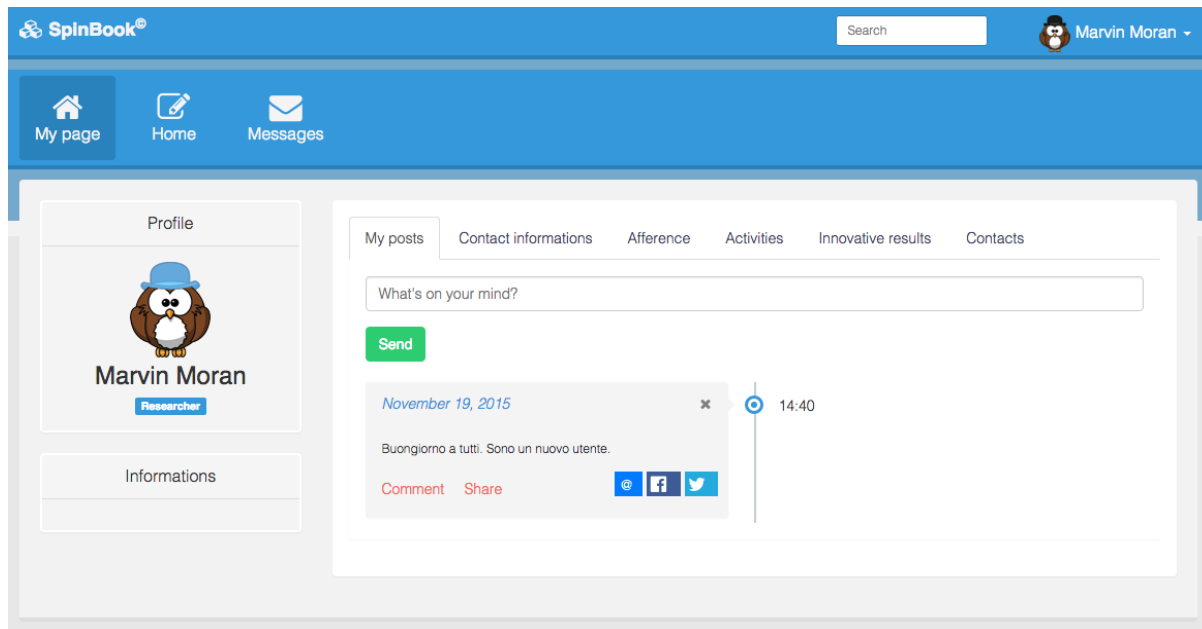 SpinBook©
Search
Marvin Moran
My page
Home
Messages
Profile
Marvin Moran
Researcher
Informations
My posts
Contact informations
Afference
Activities
Innovative results
Contacts
What's on your mind?
Send
November 19, 2015
14:40
Buongiorno a tutti. Sono un nuovo utente.
Comment
Share
@